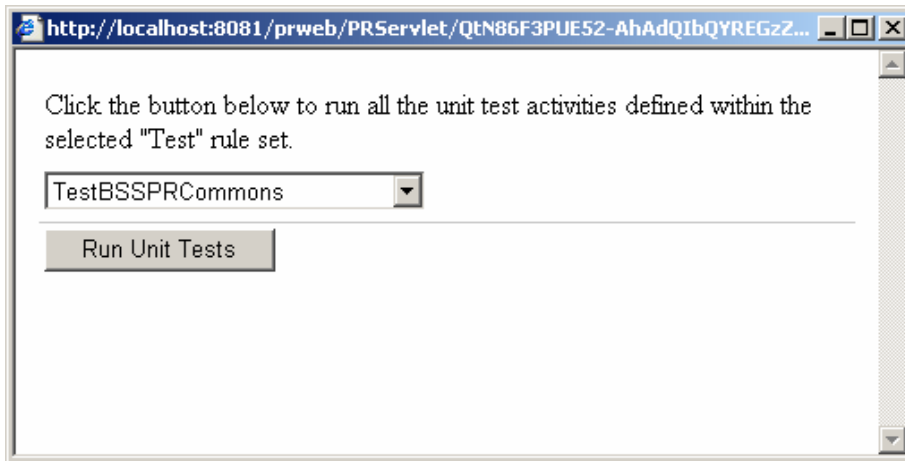 http://localhost:8081/prweb/PRServlet/QtN86F3PUE52-AhAdQIbQYREGzZ...
Click the button below to run all the unit test activities defined within the
selected "Test" rule set.
TestBSSPRCommons
Run Unit Tests